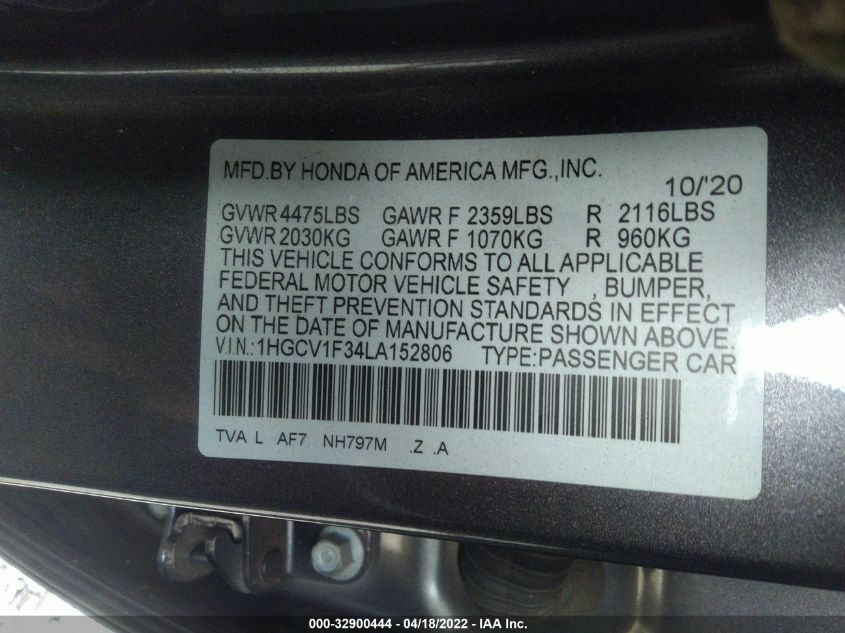 MFD.BY HONDA OF AMERICA MFG.,INC.
10/'20
GVWR 4475LBS GAWR F 2359LBS R 2116LBS
GVWR 2030KG GAWR F 1070KG R 960KG
THIS VEHICLE CONFORMS TO ALL APPLICABLE
FEDERAL MOTOR VEHICLE SAFETY , BUMPER,
AND THEFT PREVENTION STANDARDS IN EFFECT
ON THE DATE OF MANUFACTURE SHOWN ABOVE.
V.I.N.:1HGCV1F34LA152806 TYPE:PASSENGER CAR
TVA L AF7 NH797M .Z .A
000-32900444 - 04/18/2022 - IAA Inc.